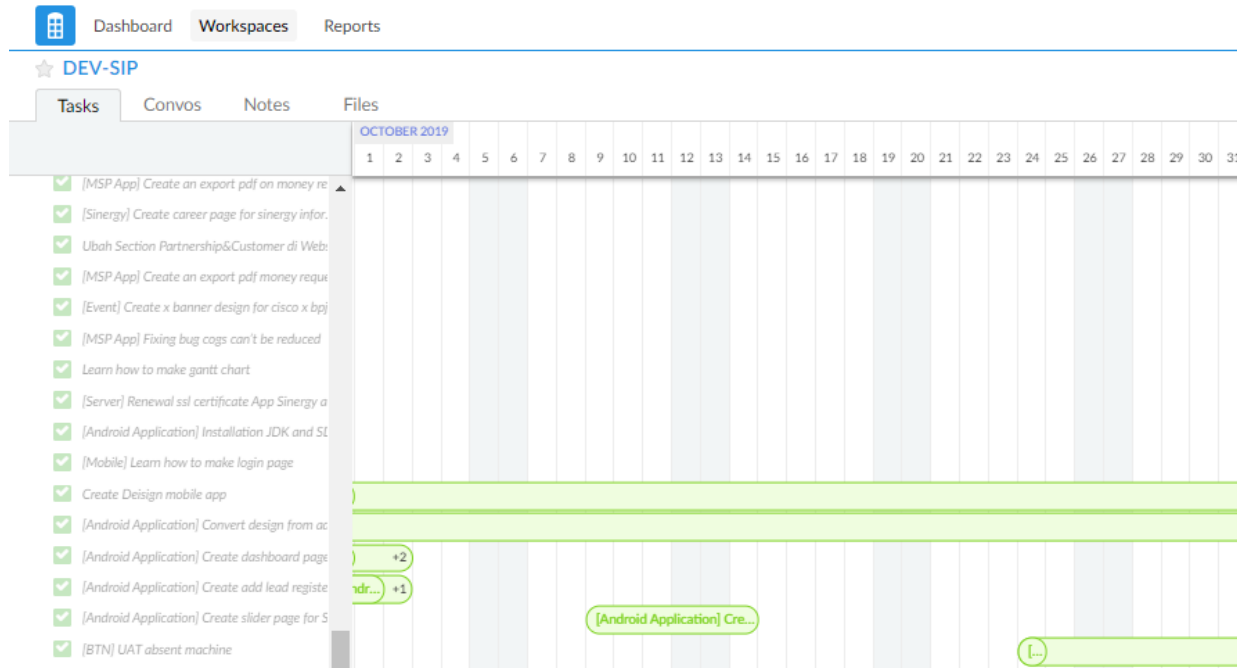 Dashboard Workspaces Reports
DEV-SIP
Tasks Convos Notes Files
OCTOBER 2019
1 2 3 4 5 6 7 8 9 10 11 12 13 14 15 16 17 18 19 20 21 22 23 24 25 26 27 28 29 30 31
[MSP App] Create an export pdf on money re
[Sinergy] Create career page for sinergy infor.
Ubah Section Partnership&Customer di Webs
[MSP App] Create an export pdf money reque
[Event] Create x banner design for cisco x bpj
[MSP App] Fixing bug cogs can't be reduced
Learn how to make gantt chart
[Server] Renewal ssl certificate App Sinergy a
[Android Application] Installation JDK and SD
[Mobile] Learn how to make login page
Create Deisign mobile app
[Android Application] Convert design from ad
[Android Application] Create dashboard page +2
[Android Application] Create add lead registe ndr... +1
[Android Application] Create slider page for S [Android Application] Cre...
[BTN] UAT absent machine [...